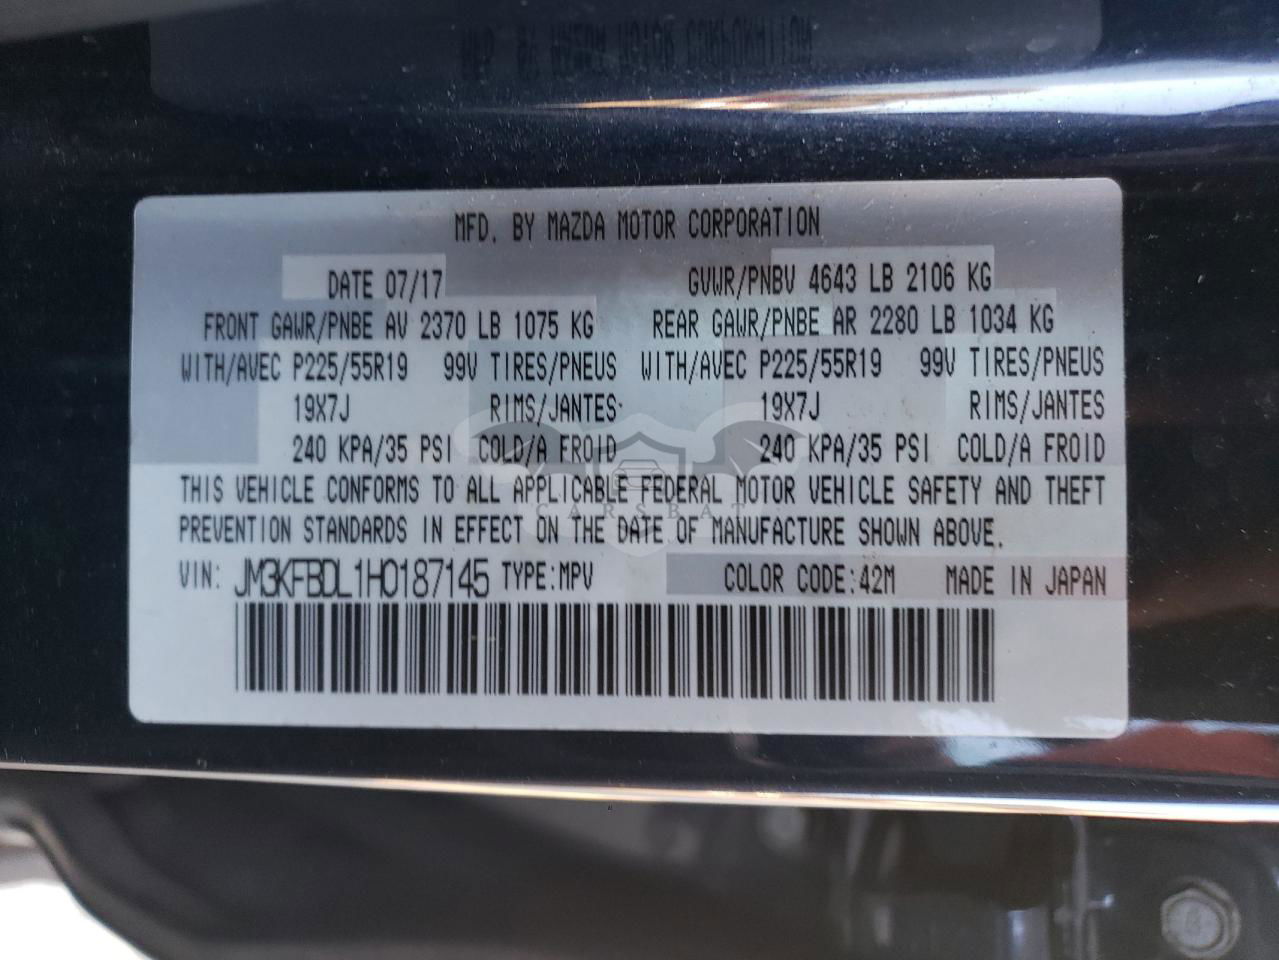 MFD. BY MAZDA MOTOR CORPORATION
DATE 07/17 GVWR/PNBV 4643 LB 2106 KG
FRONT GAWR/PNBE AV 2370 LB 1075 KG REAR GAWR/PNBE AR 2280 LB 1034 KG
WITH/AVEC P225/55R19 99V TIRES/PNEUS WITH/AVEC P225/55R19 99V TIRES/PNEUS
19X7J RIMS/JANTES 19X7J RIMS/JANTES
240 KPA/35 PSI COLD/A FROID 240 KPA/35 PSI COLD/A FROID
THIS VEHICLE CONFORMS TO ALL APPLICABLE FEDERAL MOTOR VEHICLE SAFETY AND THEFT
CARSBAT
PREVENTION STANDARDS IN EFFECT ON THE DATE OF MANUFACTURE SHOWN ABOVE.
VIN: JM3KFBDL1H0187145 TYPE:MPV COLOR CODE:42M MADE IN JAPAN